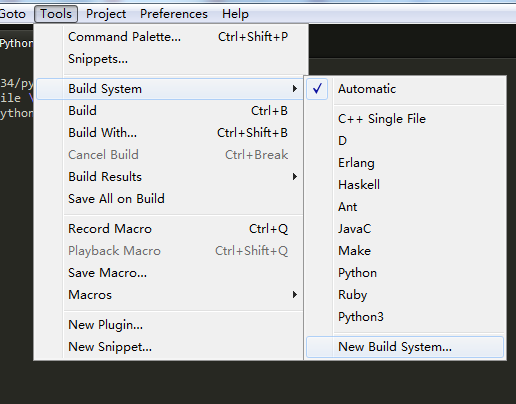 Goto Tools Project Preferences Help
Python
34/py
ile \
ython
Command Palette... Ctrl+Shift+P
Snippets...
Build System
Build Ctrl+B
Build With... Ctrl+Shift+B
Cancel Build Ctrl+Break
Build Results
Save All on Build
Record Macro Ctrl+Q
Playback Macro Ctrl+Shift+Q
Save Macro...
Macros
New Plugin...
New Snippet...
Automatic
C++ Single File
D
Erlang
Haskell
Ant
JavaC
Make
Python
Ruby
Python3
New Build System...